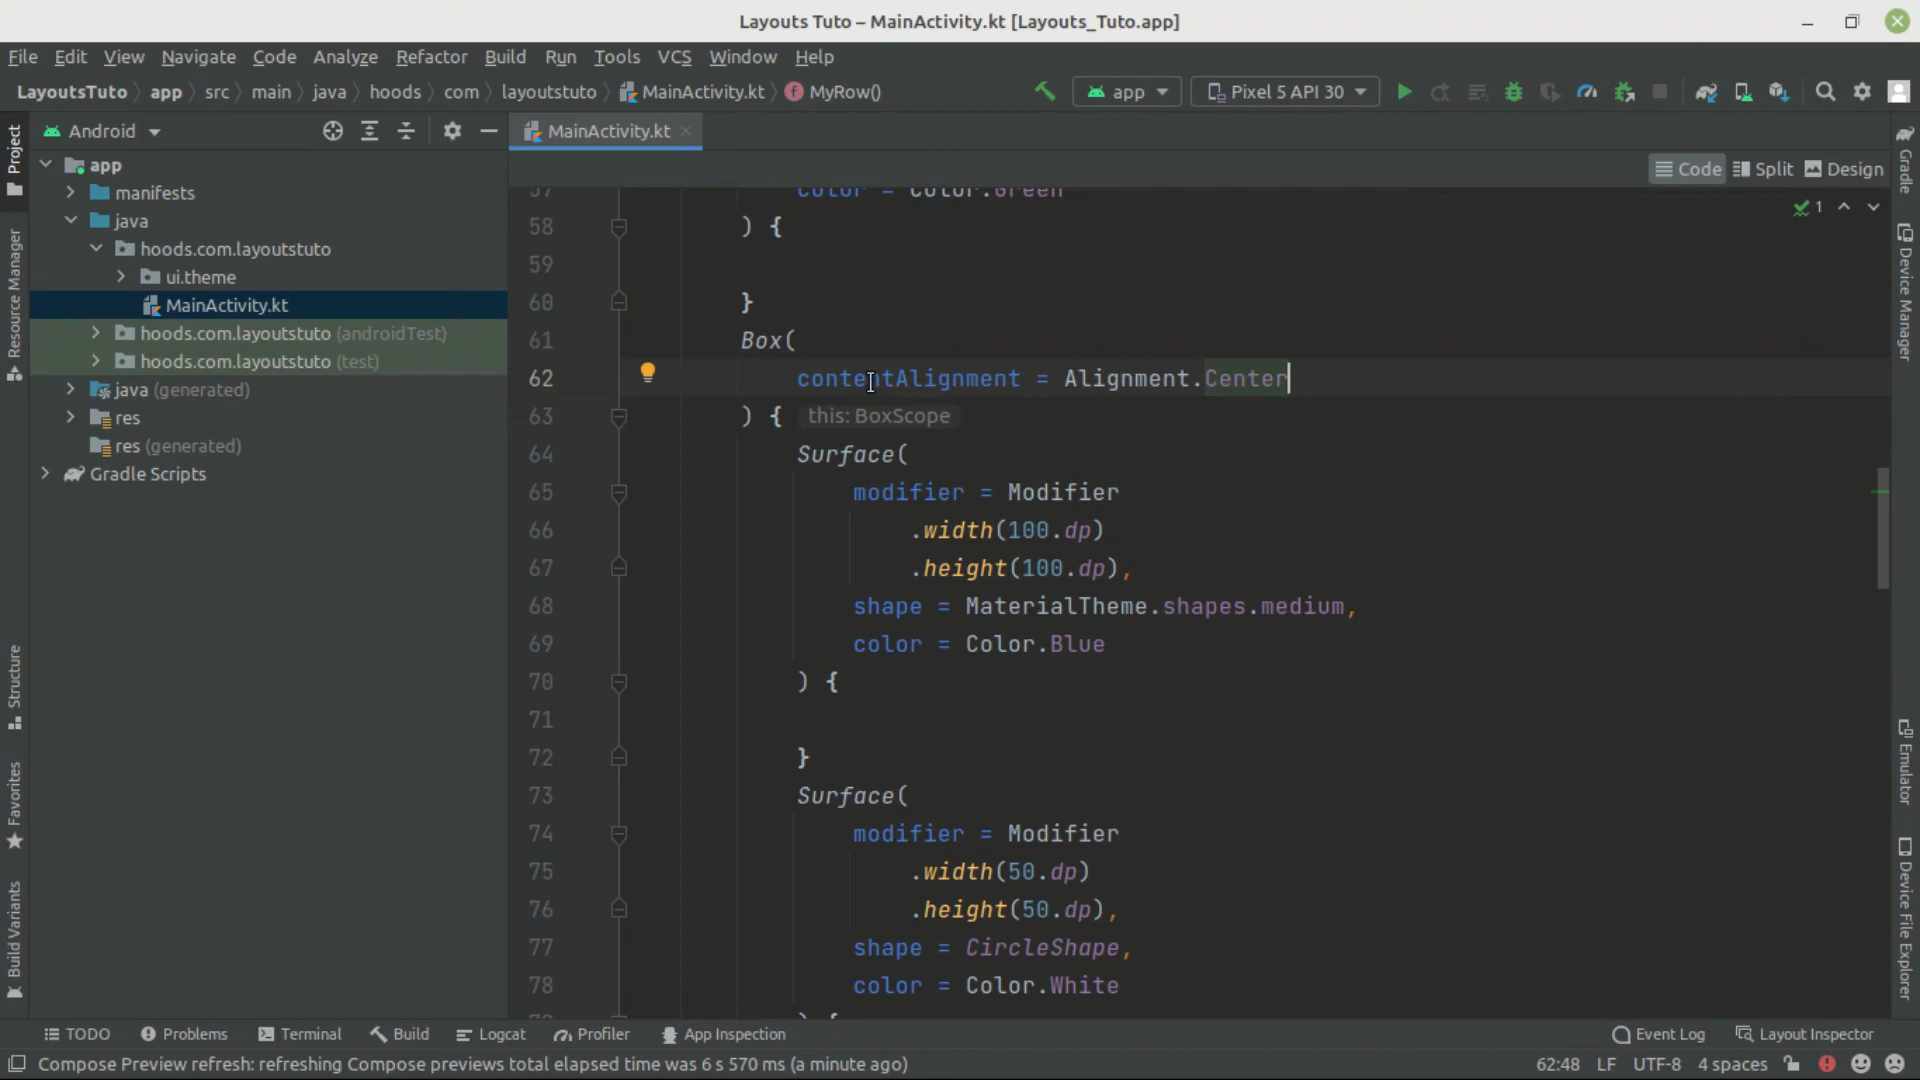 Layouts Tuto – MainActivity.kt [Layouts_Tuto.app]
File Edit View Navigate Code Analyze Refactor Build Run Tools VCS Window Help
LayoutsTuto app src main java hoods com layoutstuto MainActivity.kt MyRow() app Pixel 5 API 30
Android
MainActivity.kt
Code Split Design
app
manifests
java
hoods.com.layoutstuto
ui.theme
MainActivity.kt
hoods.com.layoutstuto (androidTest)
hoods.com.layoutstuto (test)
java (generated)
res
res (generated)
Gradle Scripts
1
57 color = Color.Green
58 ) {
59
60 }
61 Box(
62 contentAlignment = Alignment.Center
63 ) { this: BoxScope
64 Surface(
65 modifier = Modifier
66 .width(100.dp)
67 .height(100.dp),
68 shape = MaterialTheme.shapes.medium,
69 color = Color.Blue
70 ) {
71
72 }
73 Surface(
74 modifier = Modifier
75 .width(50.dp)
76 .height(50.dp),
77 shape = CircleShape,
78 color = Color.White
) {
Project
Resource Manager
Structure
Favorites
Build Variants
Gradle
Device Manager
Emulator
Device File Explorer
TODO Problems Terminal Build Logcat Profiler App Inspection Event Log Layout Inspector
Compose Preview refresh: refreshing Compose previews total elapsed time was 6 s 570 ms (a minute ago) 62:48 LF UTF-8 4 spaces